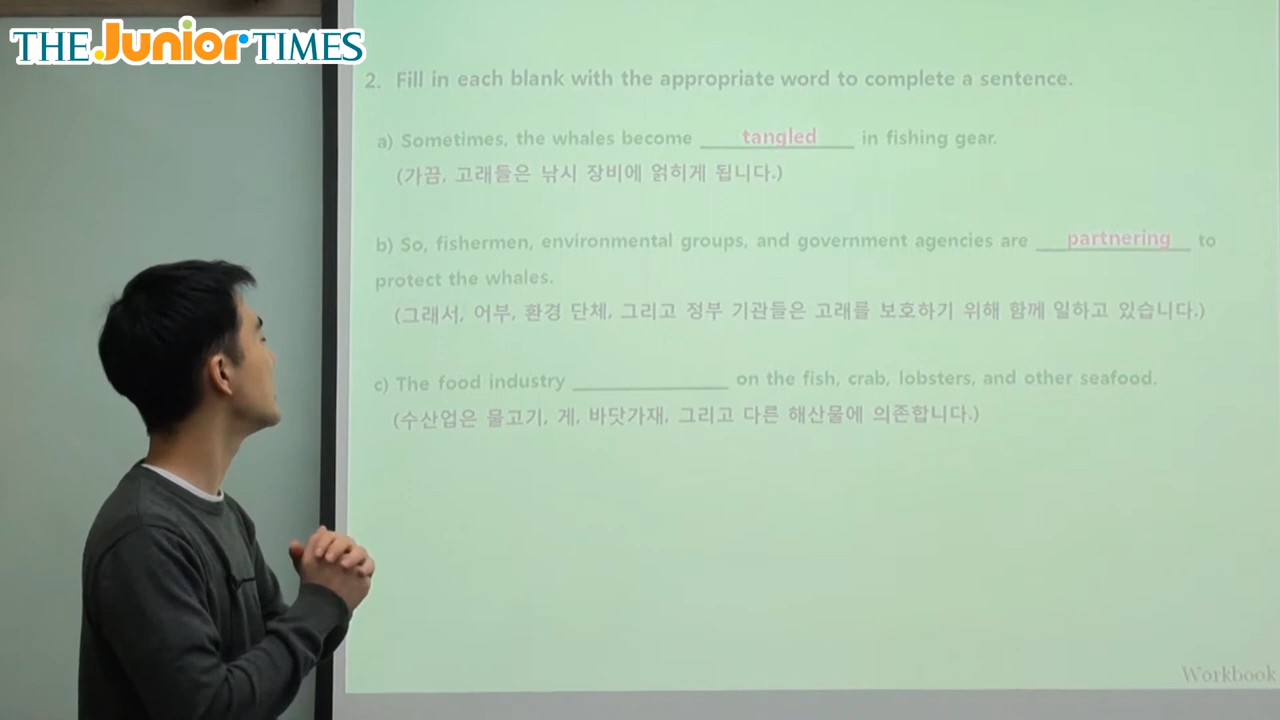 THE Junior TIMES
2. Fill in each blank with the appropriate word to complete a sentence.
a) Sometimes, the whales become tangled in fishing gear.
(가끔, 고래들은 낚시 장비에 얽히게 됩니다.)
b) So, fishermen, environmental groups, and government agencies are partnering to
protect the whales.
(그래서, 어부, 환경 단체, 그리고 정부 기관들은 고래를 보호하기 위해 함께 일하고 있습니다.)
c) The food industry ______________ on the fish, crab, lobsters, and other seafood.
(수산업은 물고기, 게, 바닷가재, 그리고 다른 해산물에 의존합니다.)
Workbook